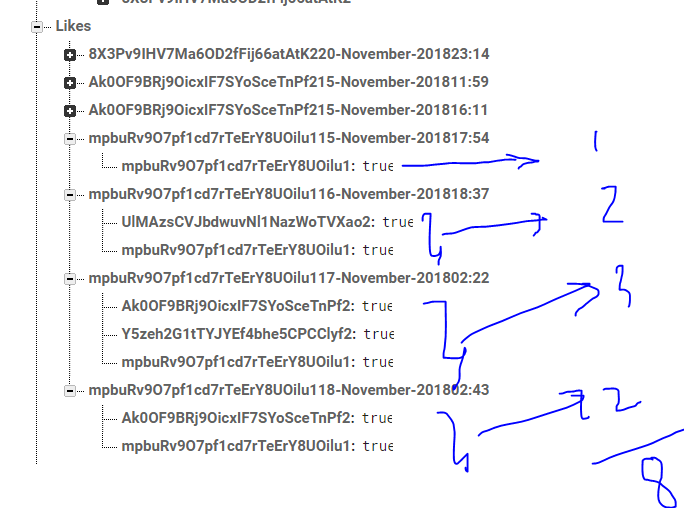 Likes
8X3Pv9IHV7Ma6OD2fFij66atAtK220-November-201823:14
Ak0OF9BRj9OicxIF7SYoSceTnPf215-November-201811:59
Ak0OF9BRj9OicxIF7SYoSceTnPf215-November-201816:11
mpbuRv9O7pf1cd7rTeErY8UOilu115-November-201817:54
mpbuRv9O7pf1cd7rTeErY8UOilu1: true 1
mpbuRv9O7pf1cd7rTeErY8UOilu116-November-201818:37
UlMAzsCVJbdwuvNl1NazWoTVXao2: true 2
mpbuRv9O7pf1cd7rTeErY8UOilu1: true
mpbuRv9O7pf1cd7rTeErY8UOilu117-November-201802:22
Ak0OF9BRj9OicxIF7SYoSceTnPf2: true 3
Y5zeh2G1tTYJYEf4bhe5CPCClyf2: true
mpbuRv9O7pf1cd7rTeErY8UOilu1: true
mpbuRv9O7pf1cd7rTeErY8UOilu118-November-201802:43
Ak0OF9BRj9OicxIF7SYoSceTnPf2: true 2
mpbuRv9O7pf1cd7rTeErY8UOilu1: true
8